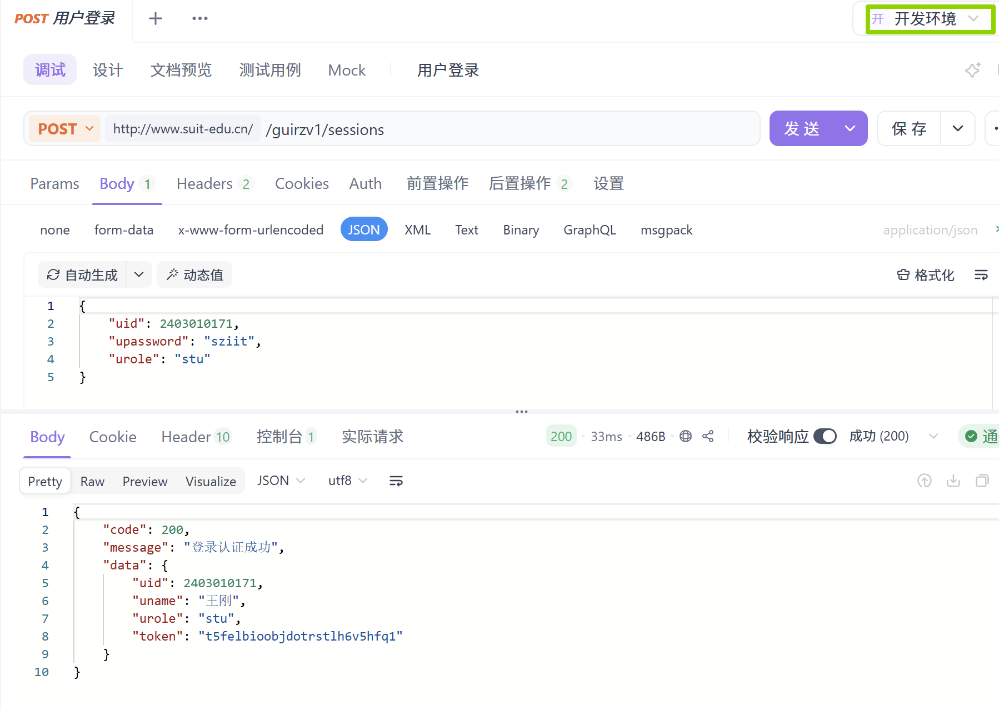 POST 用户登录
开 开发环境
调试 设计 文档预览 测试用例 Mock 用户登录
POST http://www.suit-edu.cn/ /guirzv1/sessions 发 送 保 存
Params Body 1 Headers 2 Cookies Auth 前置操作 后置操作 2 设置
none form-data x-www-form-urlencoded JSON XML Text Binary GraphQL msgpack application/json
自动生成 动态值 格式化
1 {
2 "uid": 2403010171,
3 "upassword": "sziit",
4 "urole": "stu"
5 }
Body Cookie Header 10 控制台 1 实际请求 200 33ms 486B 校验响应 成功 (200) 通
Pretty Raw Preview Visualize JSON utf8
1 {
2 "code": 200,
3 "message": "登录认证成功",
4 "data": {
5 "uid": 2403010171,
6 "uname": "王刚",
7 "urole": "stu",
8 "token": "t5felbioobjdotrstlh6v5hfq1"
9 }
10 }